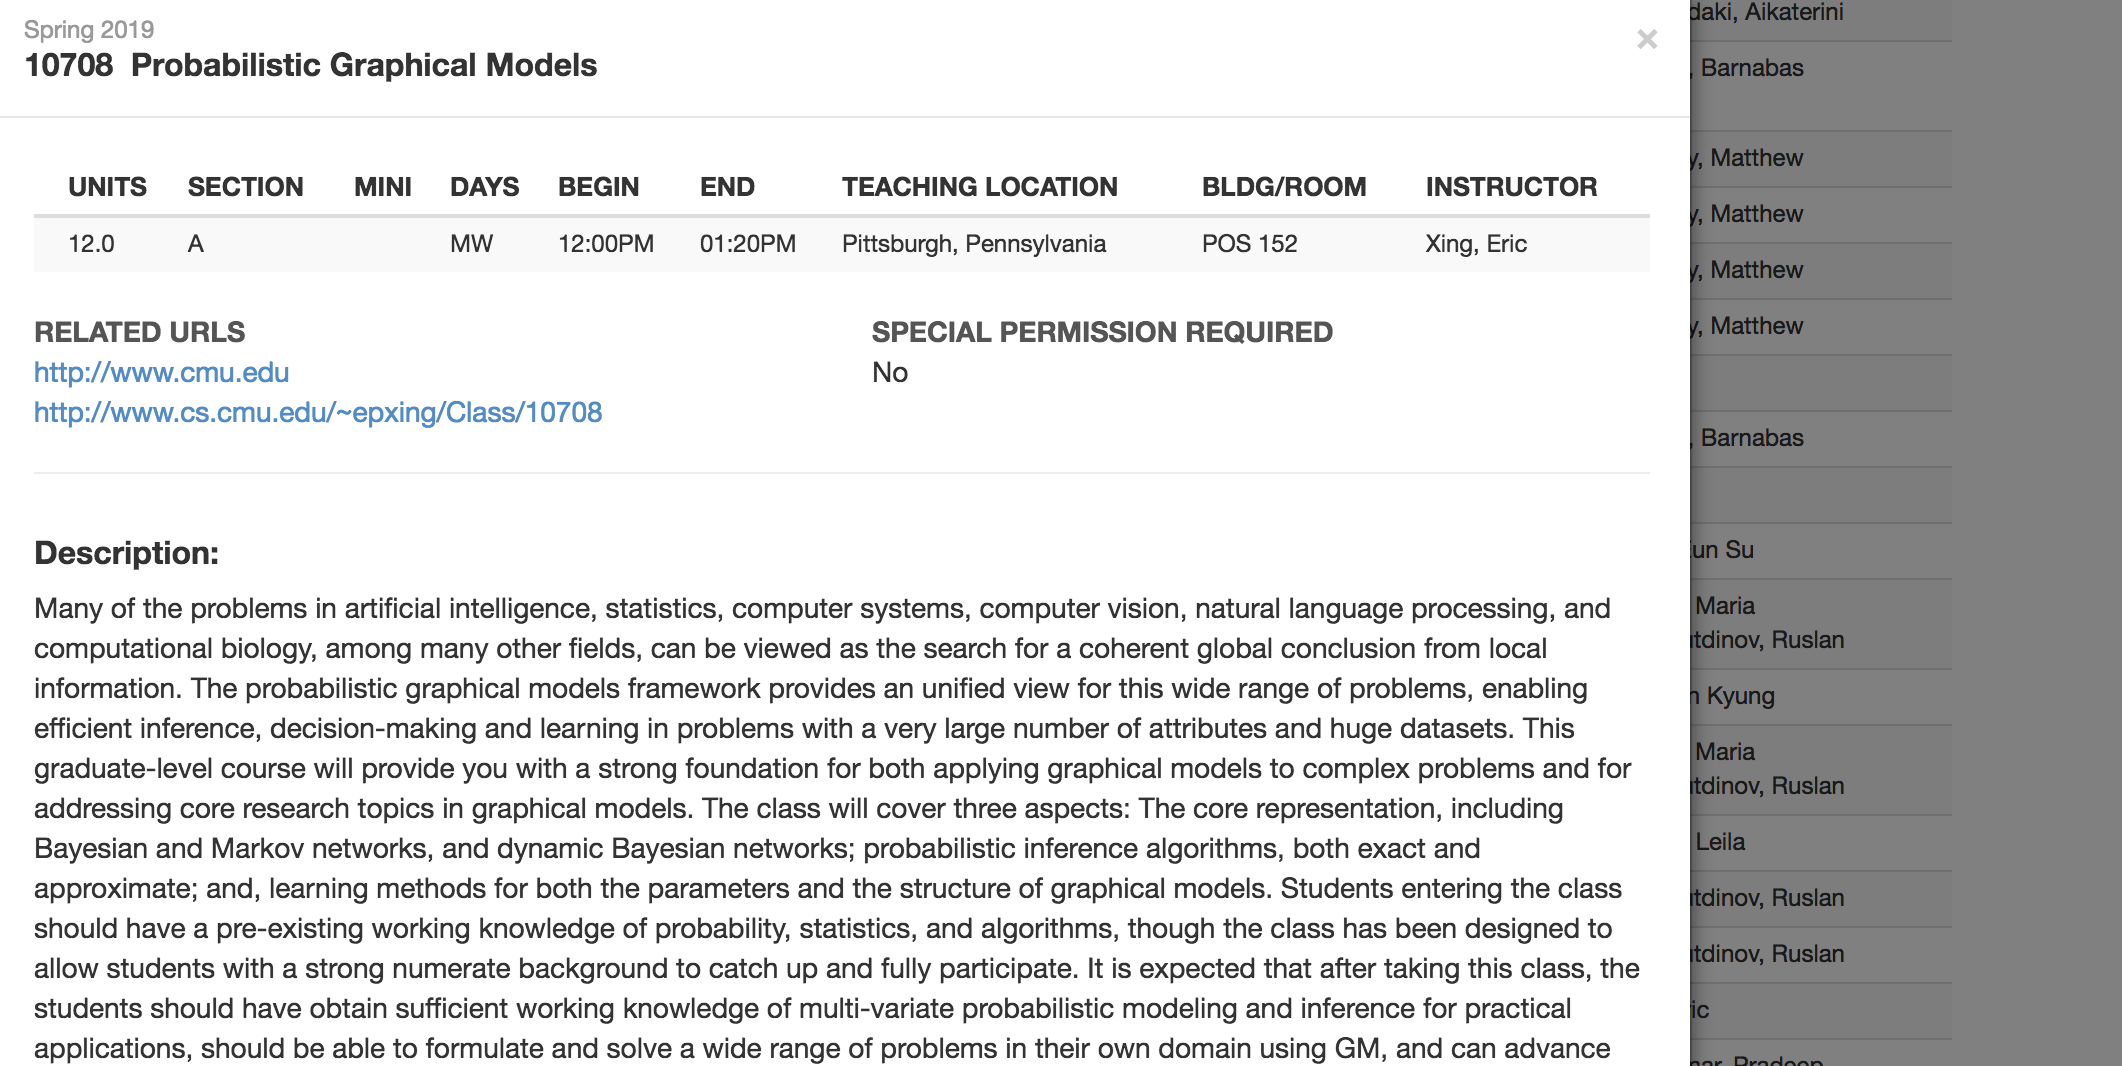 Spring 2019
10708 Probabilistic Graphical Models
×
UNITS SECTION MINI DAYS BEGIN END TEACHING LOCATION BLDG/ROOM INSTRUCTOR
12.0 A MW 12:00PM 01:20PM Pittsburgh, Pennsylvania POS 152 Xing, Eric
RELATED URLS
http://www.cmu.edu
http://www.cs.cmu.edu/~epxing/Class/10708
SPECIAL PERMISSION REQUIRED
No
Description:
Many of the problems in artificial intelligence, statistics, computer systems, computer vision, natural language processing, and
computational biology, among many other fields, can be viewed as the search for a coherent global conclusion from local
information. The probabilistic graphical models framework provides an unified view for this wide range of problems, enabling
efficient inference, decision-making and learning in problems with a very large number of attributes and huge datasets. This
graduate-level course will provide you with a strong foundation for both applying graphical models to complex problems and for
addressing core research topics in graphical models. The class will cover three aspects: The core representation, including
Bayesian and Markov networks, and dynamic Bayesian networks; probabilistic inference algorithms, both exact and
approximate; and, learning methods for both the parameters and the structure of graphical models. Students entering the class
should have a pre-existing working knowledge of probability, statistics, and algorithms, though the class has been designed to
allow students with a strong numerate background to catch up and fully participate. It is expected that after taking this class, the
students should have obtain sufficient working knowledge of multi-variate probabilistic modeling and inference for practical
applications, should be able to formulate and solve a wide range of problems in their own domain using GM, and can advance
daki, Aikaterini
, Barnabas
y, Matthew
y, Matthew
y, Matthew
y, Matthew
, Barnabas
Eun Su
Maria
tdinov, Ruslan
Kyung
Maria
tdinov, Ruslan
Leila
tdinov, Ruslan
tdinov, Ruslan
ric
mar, Pradeep